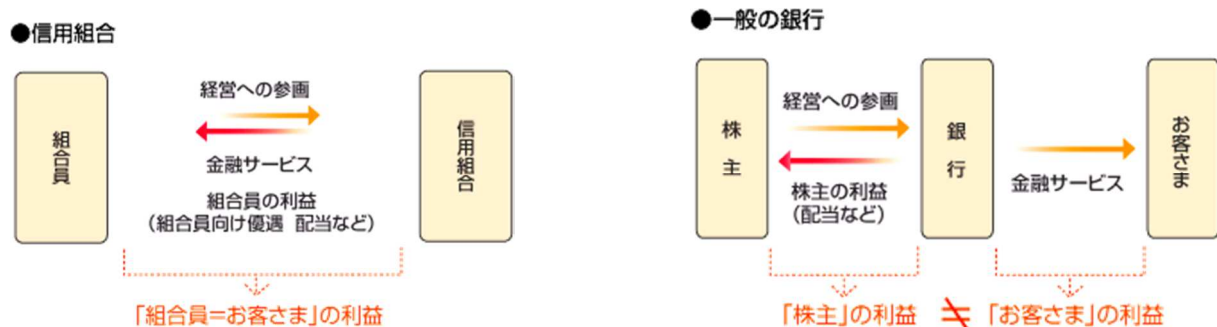 ●信用組合
組合員
経営への参画
金融サービス
組合員の利益
(組合員向け優遇 配当など)
信用組合
「組合員=お客さま」の利益
●一般の銀行
株主
経営への参画
株主の利益
(配当など)
銀行
金融サービス
お客さま
「株主」の利益 ≠ 「お客さま」の利益